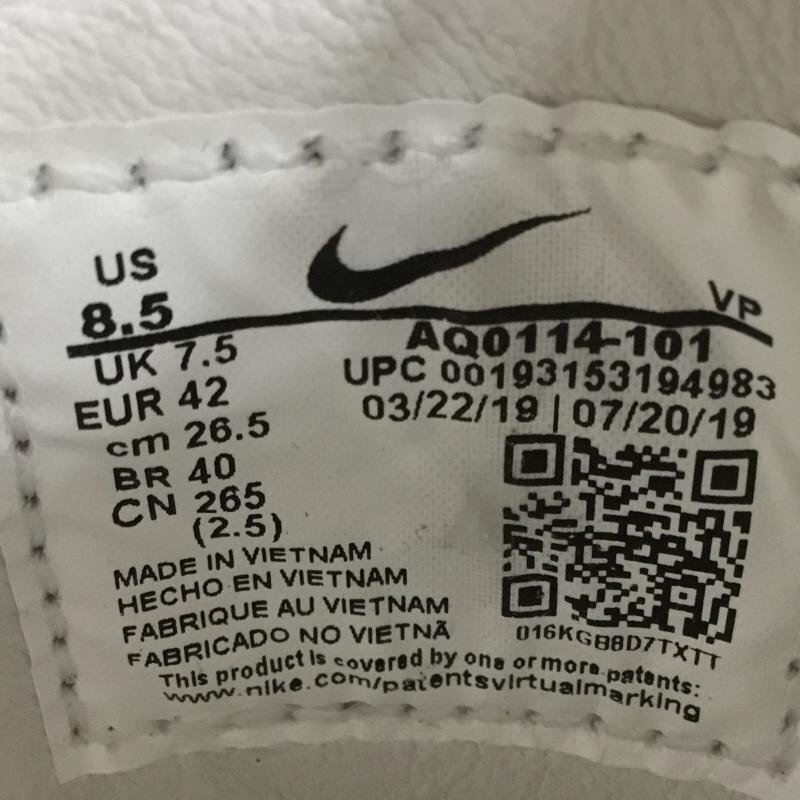 US
8.5
UK 7.5
EUR 42
cm 26.5
BR 40
CN 265
(2.5)
VP
AQ0114-101
UPC 00193153194983
03/22/19 | 07/20/19
016KGB8D7TXTT
MADE IN VIETNAM
HECHO EN VIETNAM
FABRIQUE AU VIETNAM
FABRICADO NO VIETNÃ
This product is covered by one or more patents:
www.nike.com/patentsvirtualmarking